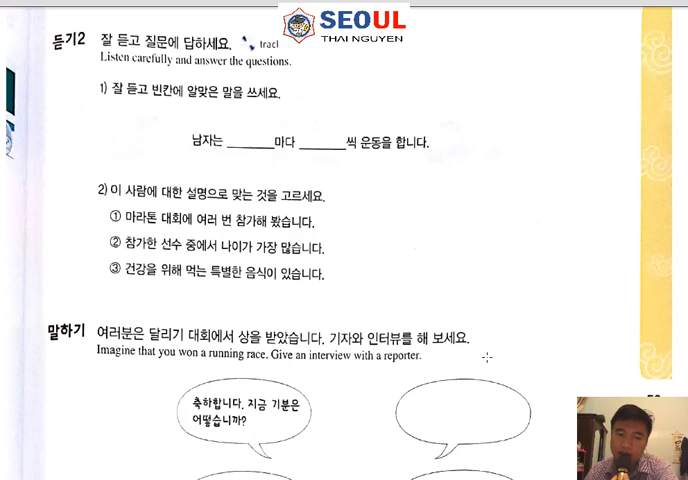 SEOUL
THAI NGUYEN
듣기2 잘 듣고 질문에 답하세요. tracl
Listen carefully and answer the questions.
1) 잘 듣고 빈칸에 알맞은 말을 쓰세요.
남자는 ________마다 ________씩 운동을 합니다.
2) 이 사람에 대한 설명으로 맞는 것을 고르세요.
① 마라톤 대회에 여러 번 참가해 봤습니다.
② 참가한 선수 중에서 나이가 가장 많습니다.
③ 건강을 위해 먹는 특별한 음식이 있습니다.
말하기 여러분은 달리기 대회에서 상을 받았습니다. 기자와 인터뷰를 해 보세요.
Imagine that you won a running race. Give an interview with a reporter.
축하합니다. 지금 기분은
어떻습니까?